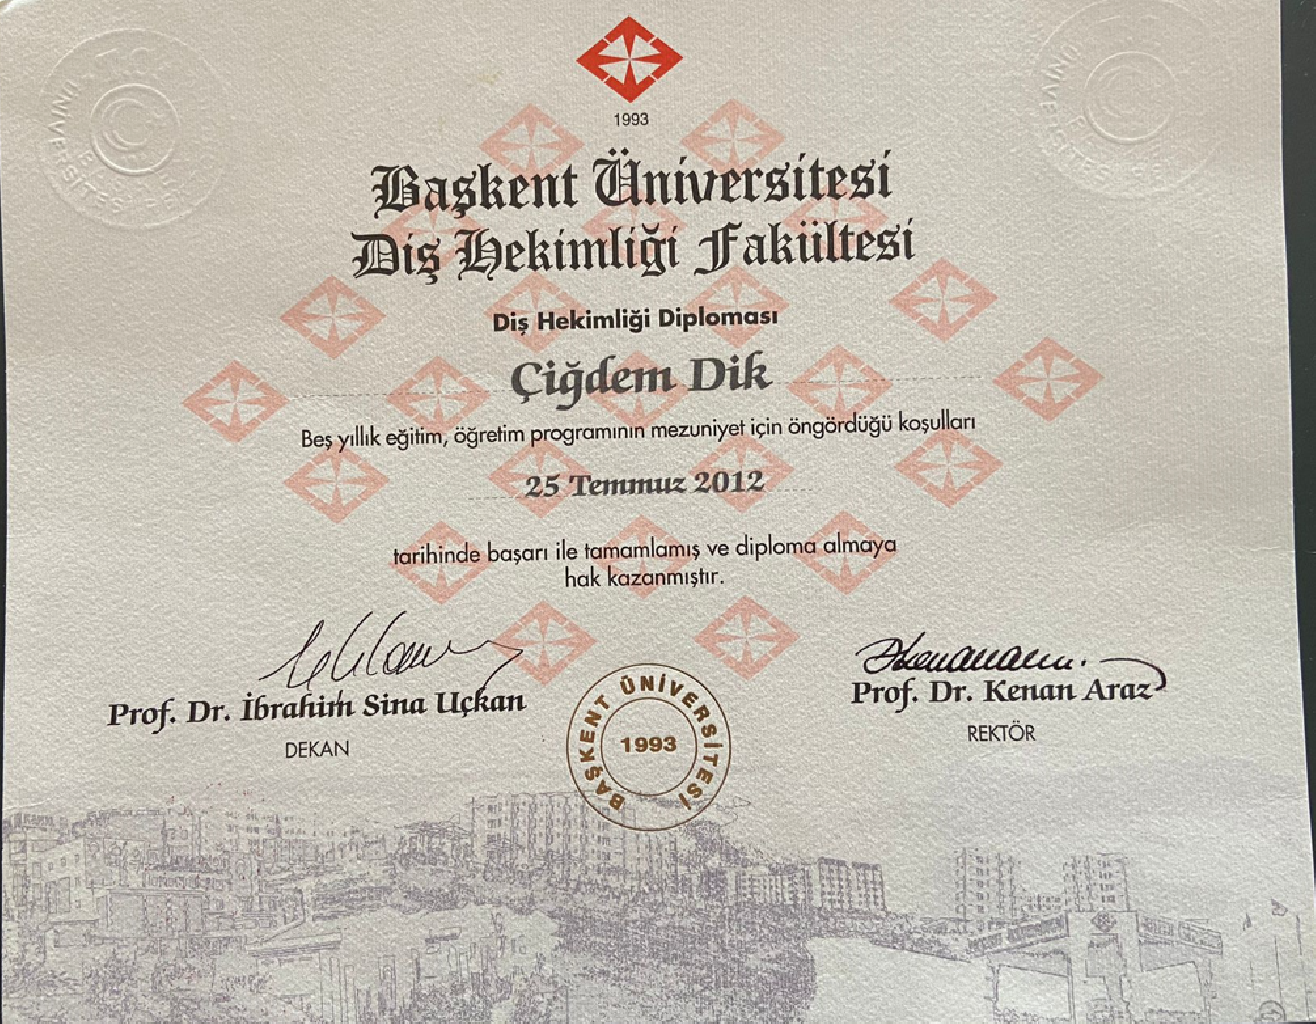 1993
Başkent Üniversitesi
Diş Hekimliği Fakültesi
Diş Hekimliği Diploması
Çiğdem Dik
Beş yıllık eğitim, öğretim programının mezuniyet için öngördüğü koşulları
25 Temmuz 2012
tarihinde başarı ile tamamlamış ve diploma almaya
hak kazanmıştır.
Prof. Dr. İbrahim Sina Uçkan
DEKAN
Prof. Dr. Kenan Araz
REKTÖR
BAŞKENT ÜNİVERSİTESİ
1993